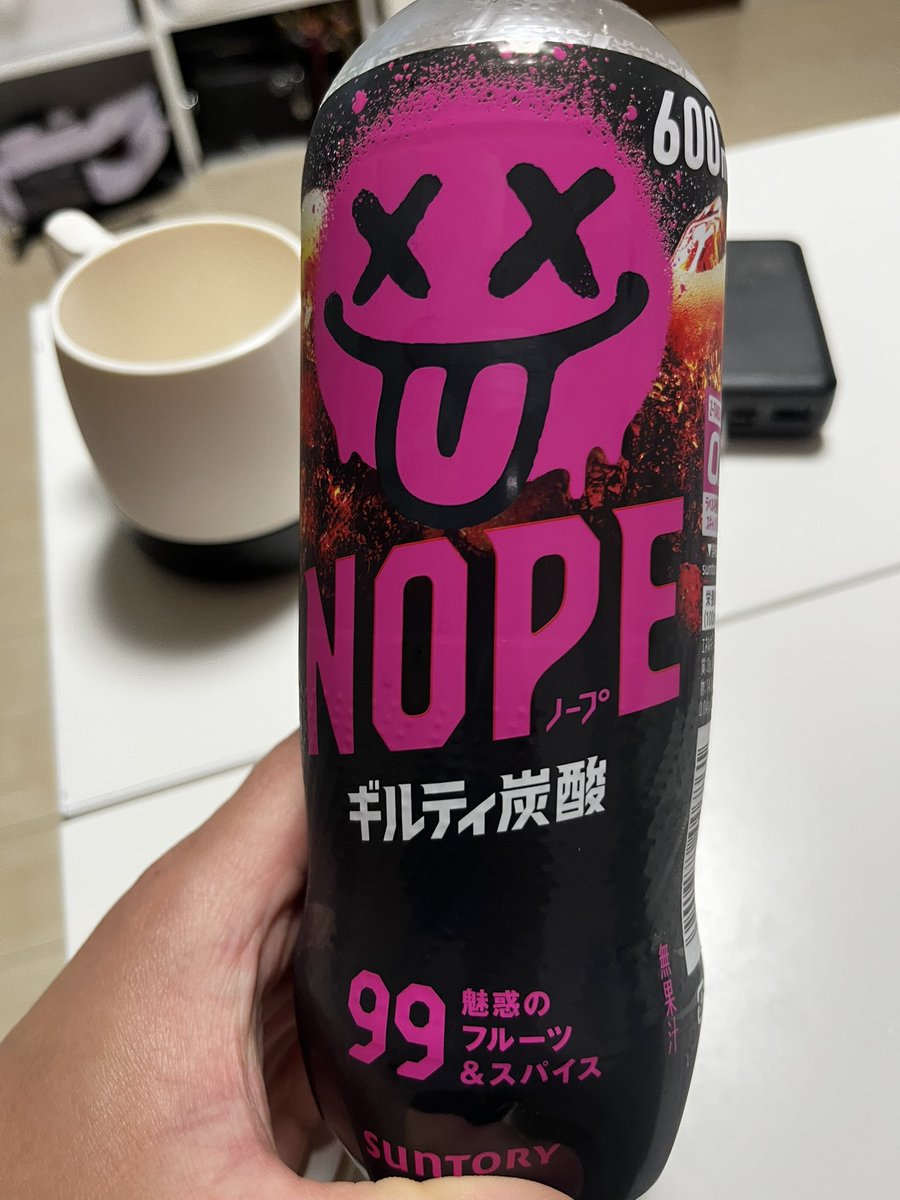 600
NOPE
ノープ
ギルティ炭酸
99
魅惑の
フルーツ
&スパイス
無果汁
SUNTORY